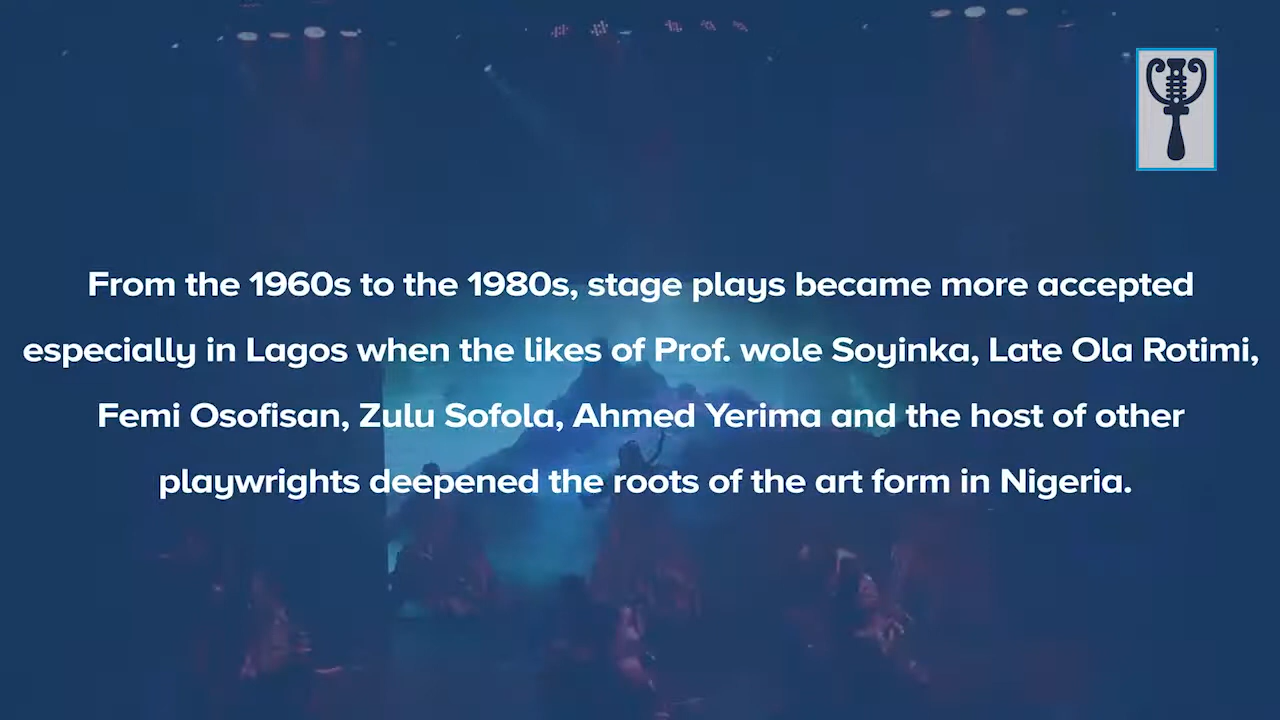 From the 1960s to the 1980s, stage plays became more accepted
especially in Lagos when the likes of Prof. wole Soyinka, Late Ola Rotimi,
Femi Osofisan, Zulu Sofola, Ahmed Yerima and the host of other
playwrights deepened the roots of the art form in Nigeria.